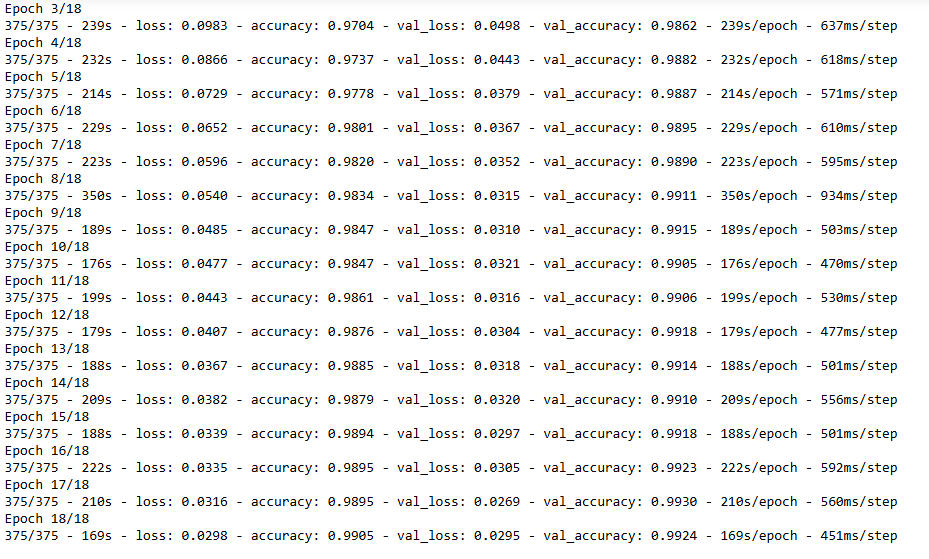 Epoch 3/18
375/375 - 239s - loss: 0.0983 - accuracy: 0.9704 - val_loss: 0.0498 - val_accuracy: 0.9862 - 239s/epoch - 637ms/step
Epoch 4/18
375/375 - 232s - loss: 0.0866 - accuracy: 0.9737 - val_loss: 0.0443 - val_accuracy: 0.9882 - 232s/epoch - 618ms/step
Epoch 5/18
375/375 - 214s - loss: 0.0729 - accuracy: 0.9778 - val_loss: 0.0379 - val_accuracy: 0.9887 - 214s/epoch - 571ms/step
Epoch 6/18
375/375 - 229s - loss: 0.0652 - accuracy: 0.9801 - val_loss: 0.0367 - val_accuracy: 0.9895 - 229s/epoch - 610ms/step
Epoch 7/18
375/375 - 223s - loss: 0.0596 - accuracy: 0.9820 - val_loss: 0.0352 - val_accuracy: 0.9890 - 223s/epoch - 595ms/step
Epoch 8/18
375/375 - 350s - loss: 0.0540 - accuracy: 0.9834 - val_loss: 0.0315 - val_accuracy: 0.9911 - 350s/epoch - 934ms/step
Epoch 9/18
375/375 - 189s - loss: 0.0485 - accuracy: 0.9847 - val_loss: 0.0310 - val_accuracy: 0.9915 - 189s/epoch - 503ms/step
Epoch 10/18
375/375 - 176s - loss: 0.0477 - accuracy: 0.9847 - val_loss: 0.0321 - val_accuracy: 0.9905 - 176s/epoch - 470ms/step
Epoch 11/18
375/375 - 199s - loss: 0.0443 - accuracy: 0.9861 - val_loss: 0.0316 - val_accuracy: 0.9906 - 199s/epoch - 530ms/step
Epoch 12/18
375/375 - 179s - loss: 0.0407 - accuracy: 0.9876 - val_loss: 0.0304 - val_accuracy: 0.9918 - 179s/epoch - 477ms/step
Epoch 13/18
375/375 - 188s - loss: 0.0367 - accuracy: 0.9885 - val_loss: 0.0318 - val_accuracy: 0.9914 - 188s/epoch - 501ms/step
Epoch 14/18
375/375 - 209s - loss: 0.0382 - accuracy: 0.9879 - val_loss: 0.0320 - val_accuracy: 0.9910 - 209s/epoch - 556ms/step
Epoch 15/18
375/375 - 188s - loss: 0.0339 - accuracy: 0.9894 - val_loss: 0.0297 - val_accuracy: 0.9918 - 188s/epoch - 501ms/step
Epoch 16/18
375/375 - 222s - loss: 0.0335 - accuracy: 0.9895 - val_loss: 0.0305 - val_accuracy: 0.9923 - 222s/epoch - 592ms/step
Epoch 17/18
375/375 - 210s - loss: 0.0316 - accuracy: 0.9895 - val_loss: 0.0269 - val_accuracy: 0.9930 - 210s/epoch - 560ms/step
Epoch 18/18
375/375 - 169s - loss: 0.0298 - accuracy: 0.9905 - val_loss: 0.0295 - val_accuracy: 0.9924 - 169s/epoch - 451ms/step